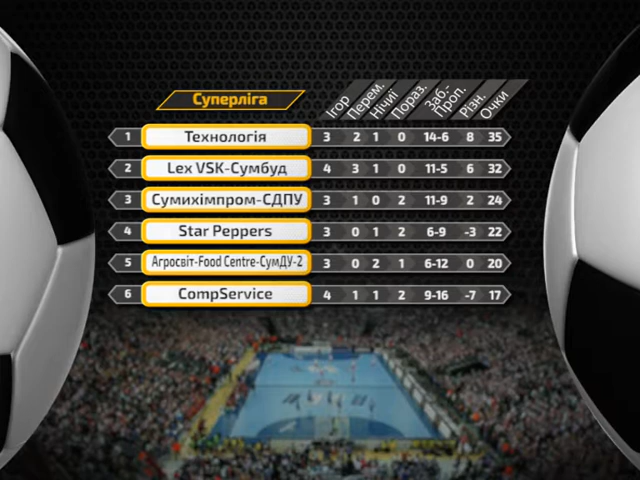 Суперліга Ігор Перем. Нічиї Пораз. Заб.-Проп. Різн. Очки
1 Технологія 3 2 1 0 14-6 8 35
2 Lex VSK-Сумбуд 4 3 1 0 11-5 6 32
3 Сумихімпром-СДПУ 3 1 0 2 11-9 2 24
4 Star Peppers 3 0 1 2 6-9 -3 22
5 Агросвіт-Food Centre-СумДУ-2 3 0 2 1 6-12 0 20
6 CompService 4 1 1 2 9-16 -7 17